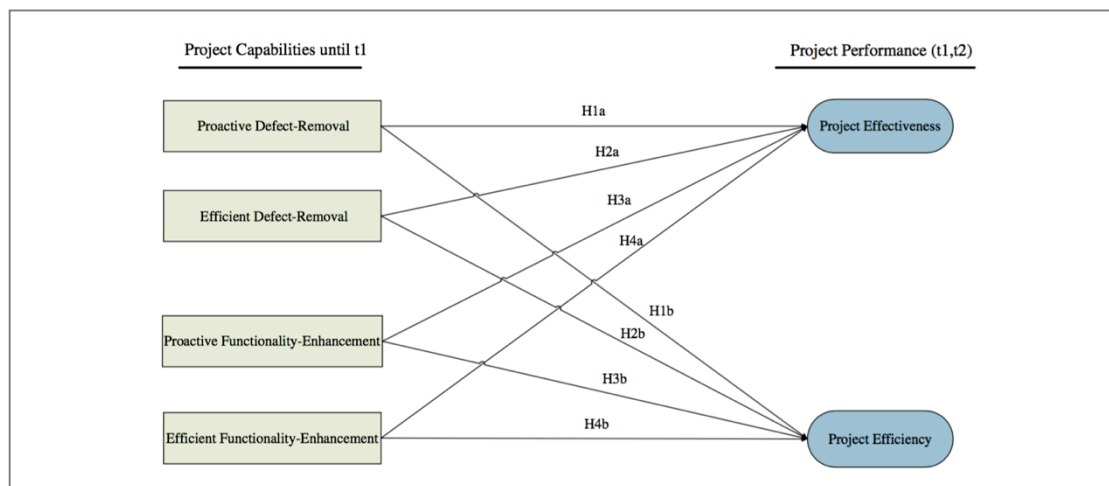 Project Capabilities until t1
Project Performance (t1,t2)
Proactive Defect-Removal
H1a
Project Effectiveness
H2a
Efficient Defect-Removal
H3a
H4a
H1b
Proactive Functionality-Enhancement
H2b
H3b
Efficient Functionality-Enhancement
H4b
Project Efficiency